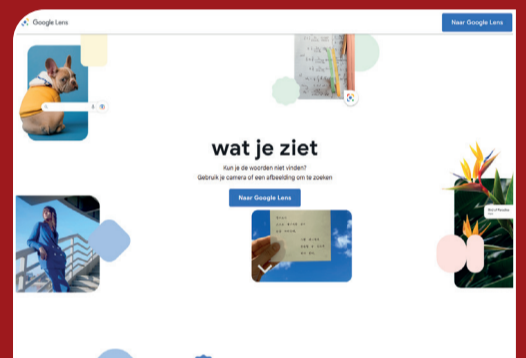 Google Lens
Naar Google Lens
wat je ziet
Kun je de woorden niet vinden?
Gebruik je camera of een afbeelding om te zoeken
Naar Google Lens